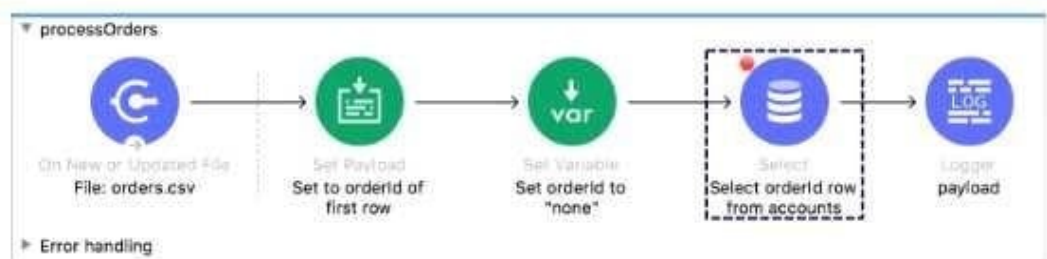 processOrders
var
LOG
On New or Updated File
File: orders.csv
Set Payload
Set to orderId of
first row
Set Variable
Set orderId to
"none"
Select
Select orderId row
from accounts
Logger
payload
Error handling